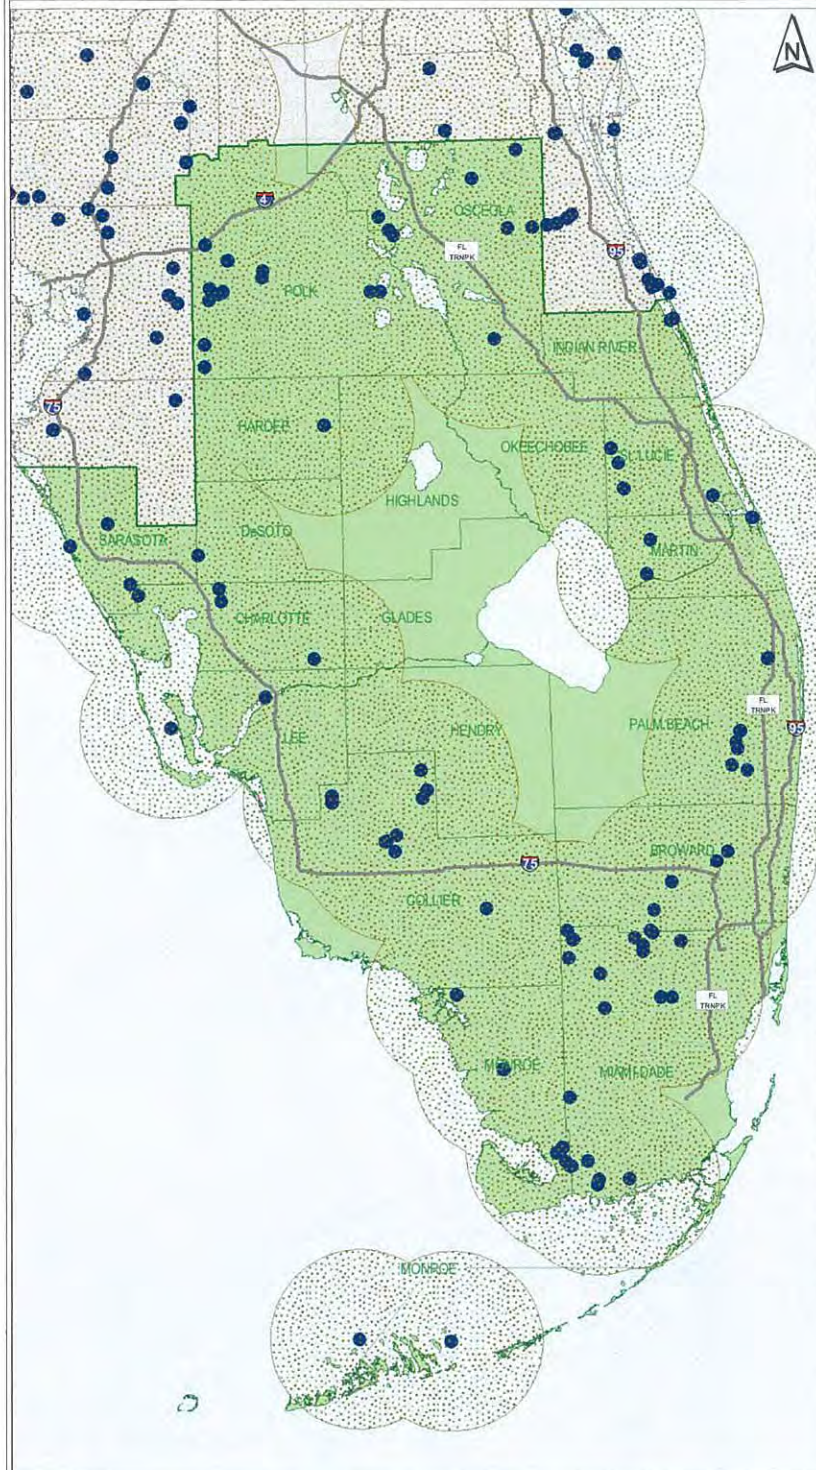 N
4
OSCEOLA
FL
TRNPK
95
POLK
INDIAN RIVER
75
HARDEE
OKEECHOBEE
ST. LUCIE
HIGHLANDS
DeSOTO
SARASOTA
MARTIN
CHARLOTTE
GLADES
FL
TRNPK
95
LEE
HENDRY
PALM BEACH
BROWARD
75
COLLIER
FL
TRNPK
MONROE
MIAMI-DADE
MONROE